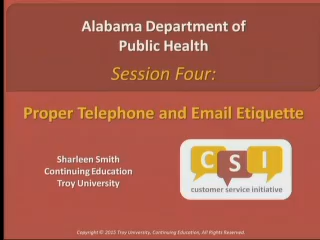 Alabama Department of
Public Health
Session Four:
Proper Telephone and Email Etiquette
Sharleen Smith
Continuing Education
Troy University
C S I
customer service initiative
Copyright © 2015 Troy University, Continuing Education, All Rights Reserved.